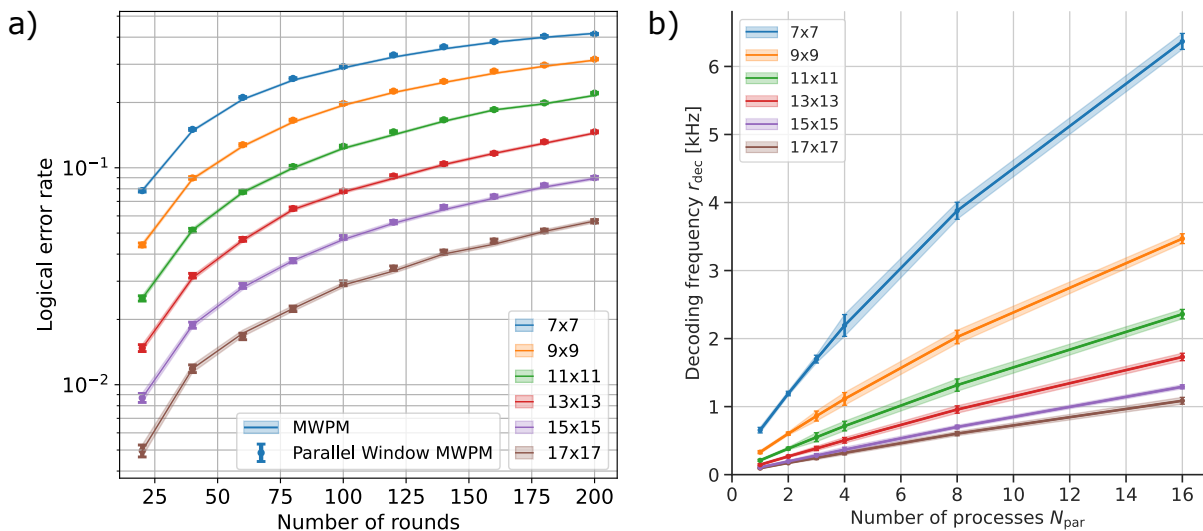 a)
Logical error rate
10⁻¹
10⁻²
7x7
9x9
11x11
13x13
15x15
17x17
MWPM
Parallel Window MWPM
25 50 75 100 125 150 175 200
Number of rounds
b)
Decoding frequency r_dec [kHz]
6
5
4
3
2
1
0
7x7
9x9
11x11
13x13
15x15
17x17
0 2 4 6 8 10 12 14 16
Number of processes N_par